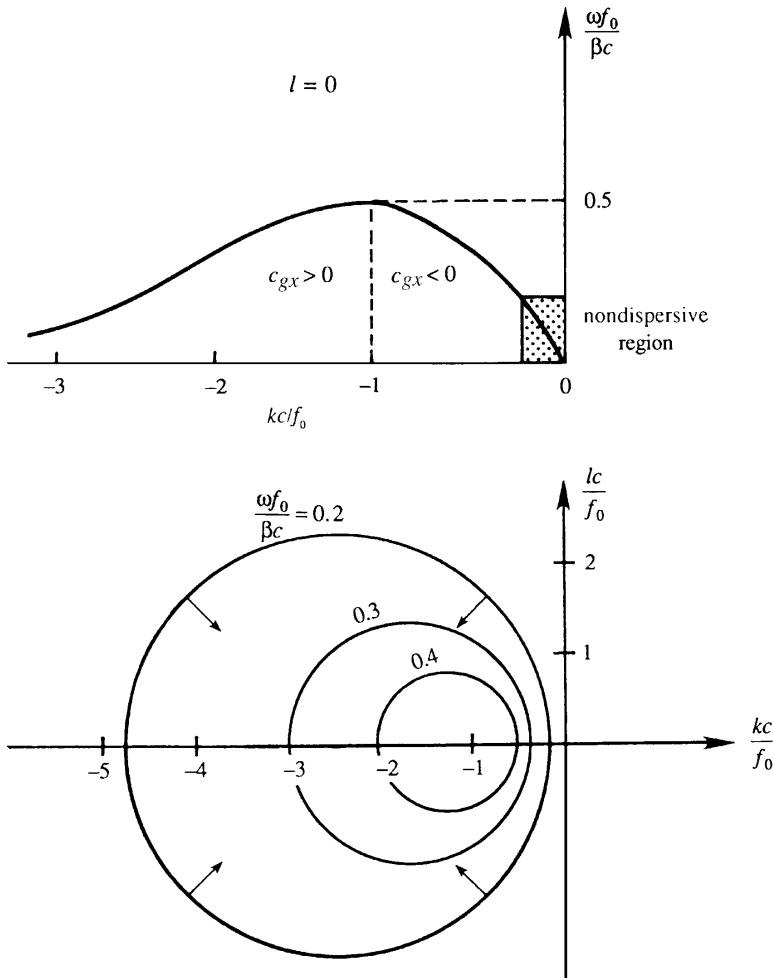 ωf₀
βc
l = 0
0.5
c_gx > 0
c_gx < 0
nondispersive
region
–3
–2
–1
0
kc/f₀
ωf₀
βc
= 0.2
lc
f₀
2
0.3
1
0.4
kc
f₀
–5
–4
–3
–2
–1